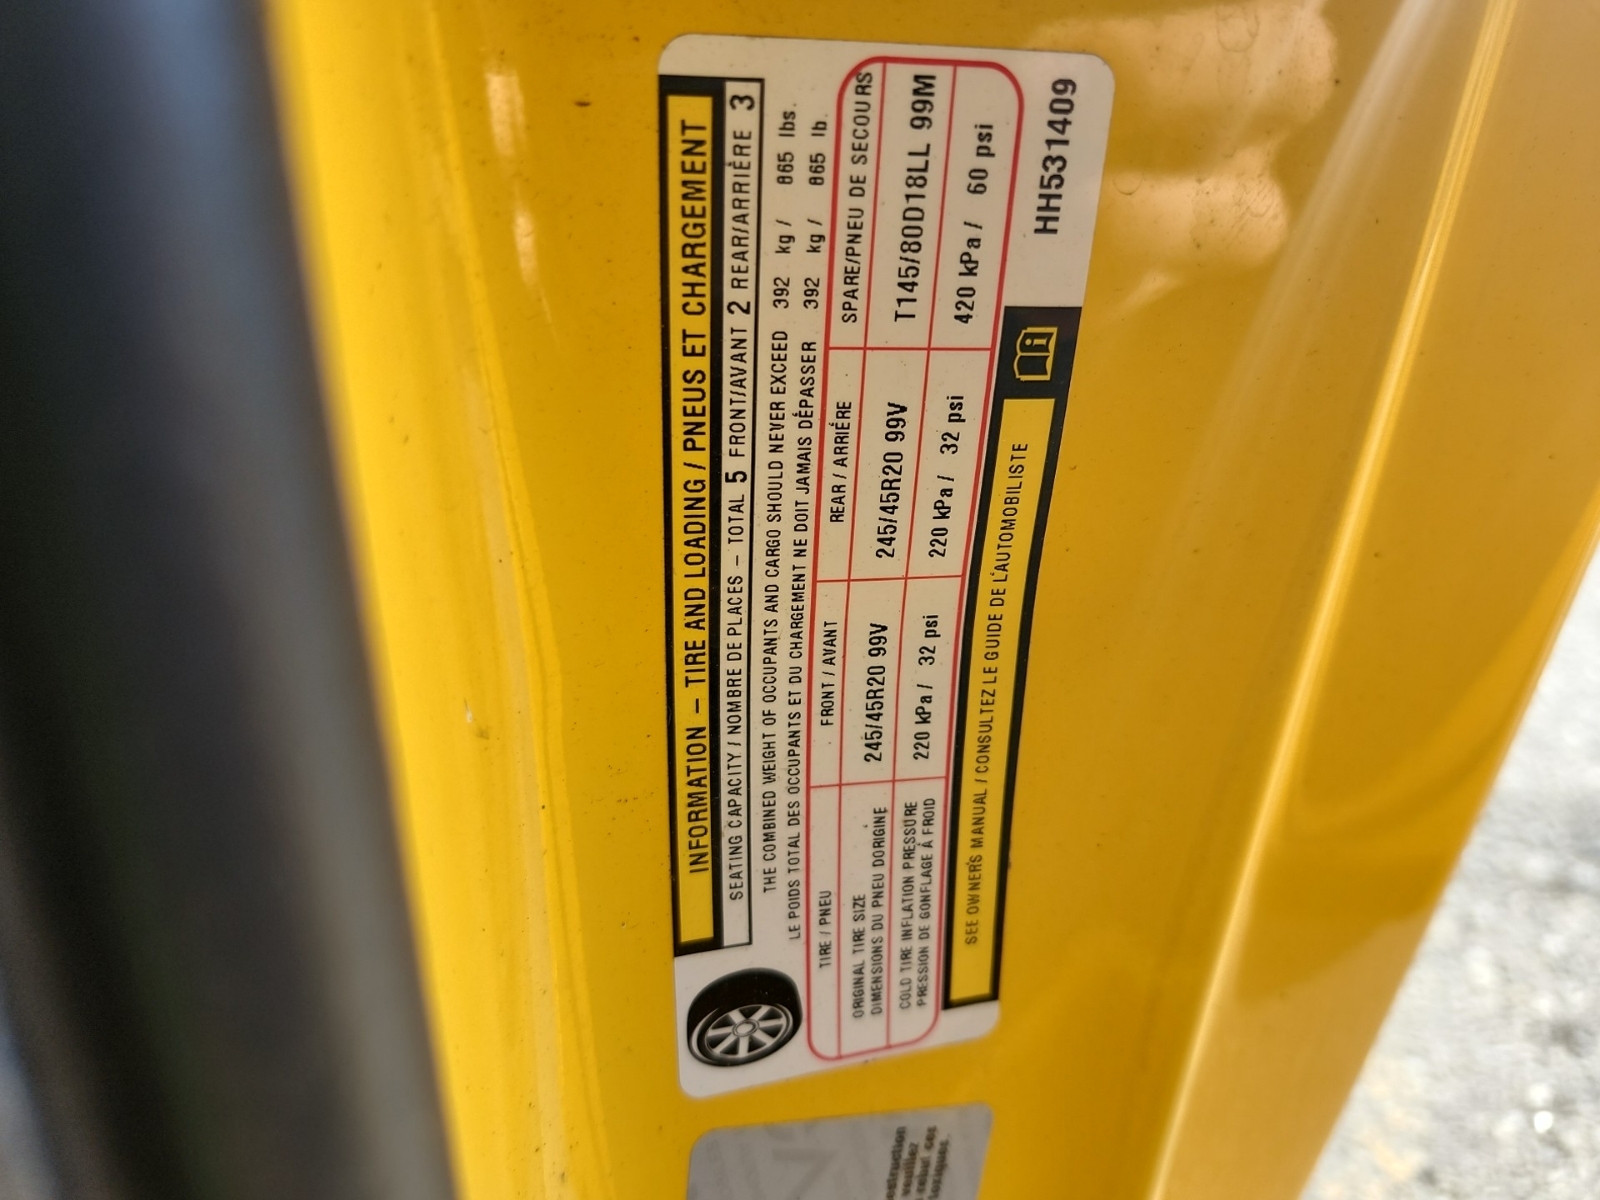 INFORMATION – TIRE AND LOADING / PNEUS ET CHARGEMENT
SEATING CAPACITY / NOMBRE DE PLACES – TOTAL 5 FRONT/AVANT 2 REAR/ARRIÈRE 3
THE COMBINED WEIGHT OF OCCUPANTS AND CARGO SHOULD NEVER EXCEED 392 kg / 865 lbs.
LE POIDS TOTAL DES OCCUPANTS ET DU CHARGEMENT NE DOIT JAMAIS DÉPASSER 392 kg / 865 lb.
TIRE / PNEU FRONT / AVANT REAR / ARRIÉRE SPARE/PNEU DE SECOURS
ORIGINAL TIRE SIZE
DIMENSIONS DU PNEU DORIGINE 245/45R20 99V 245/45R20 99V T145/80D18LL 99M
COLD TIRE INFLATION PRESSURE
PRESSION DE GONFLAGE À FROID 220 kPa / 32 psi 220 kPa / 32 psi 420 kPa / 60 psi
SEE OWNER'S MANUAL / CONSULTEZ LE GUIDE DE L'AUTOMOBILISTE
HH531409
veuillez